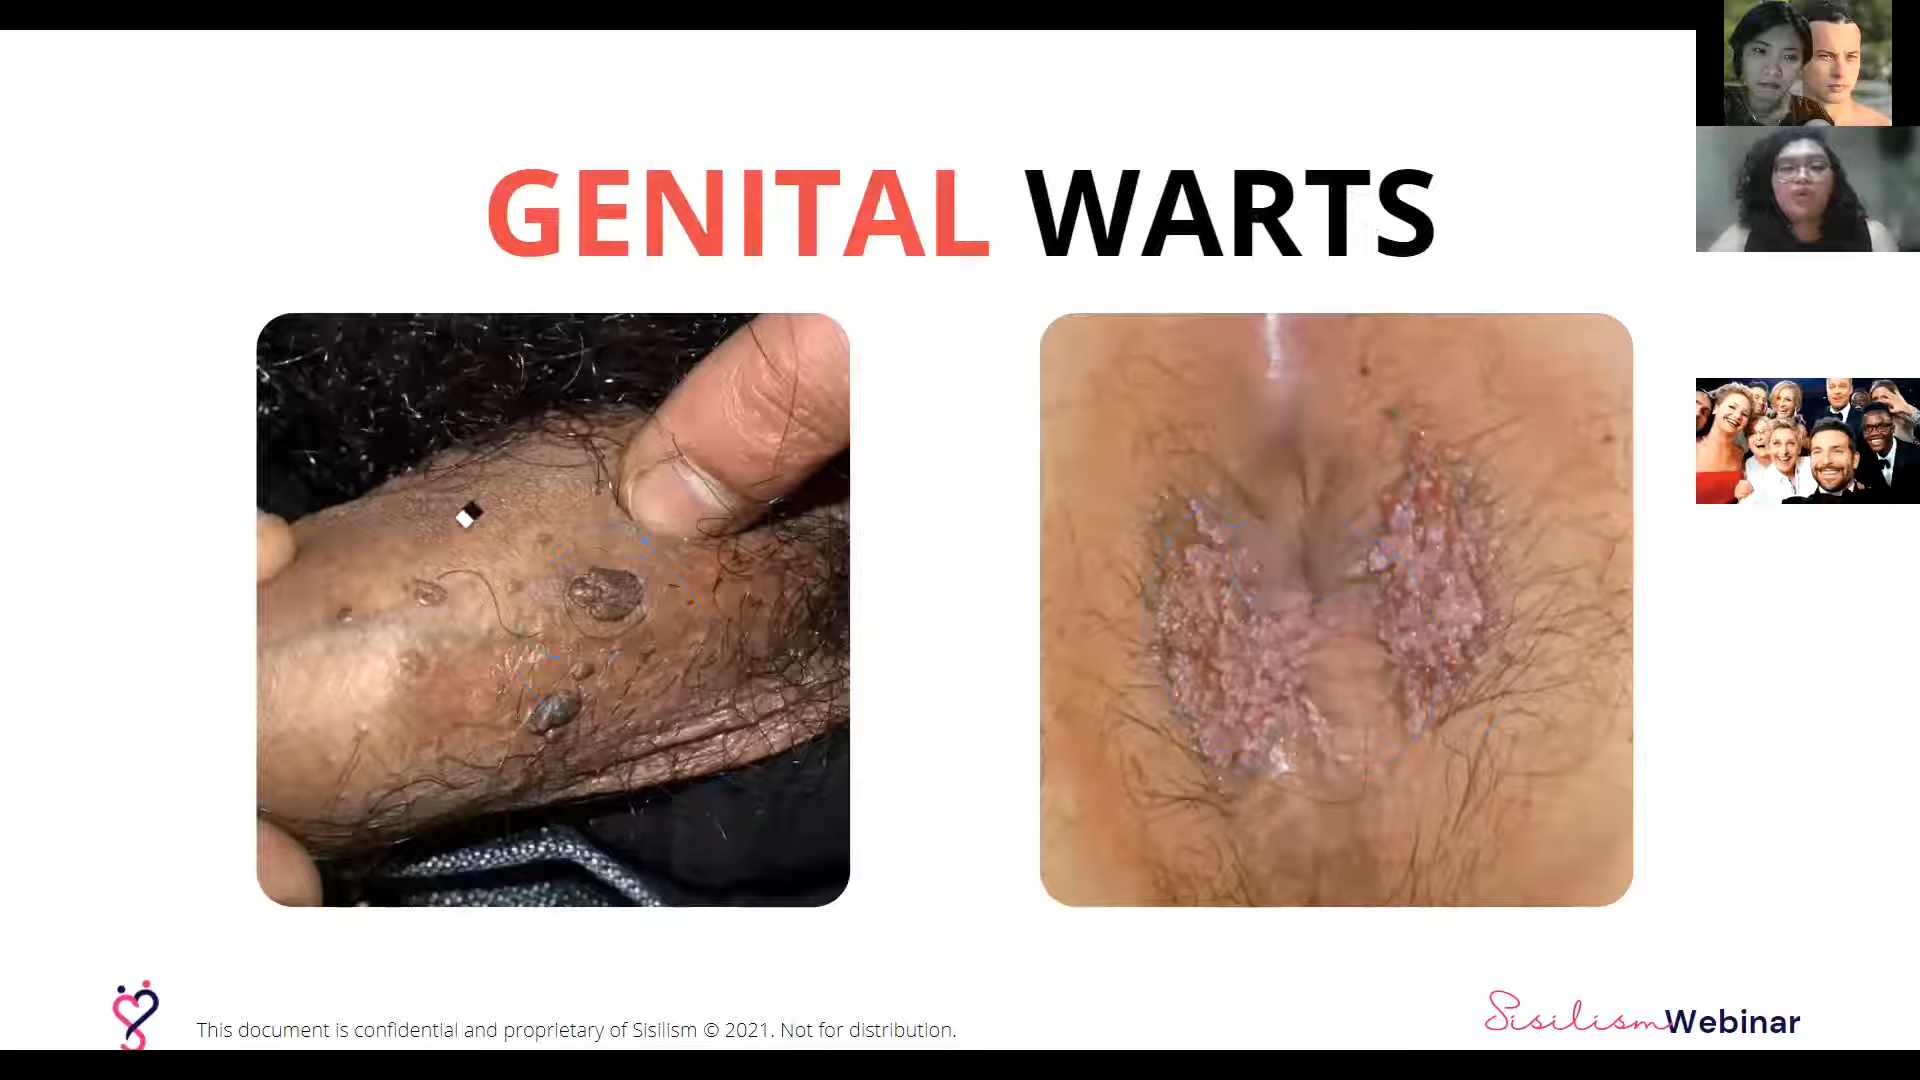 GENITAL WARTS
This document is confidential and proprietary of Sisilism © 2021. Not for distribution.
Sisilism Webinar